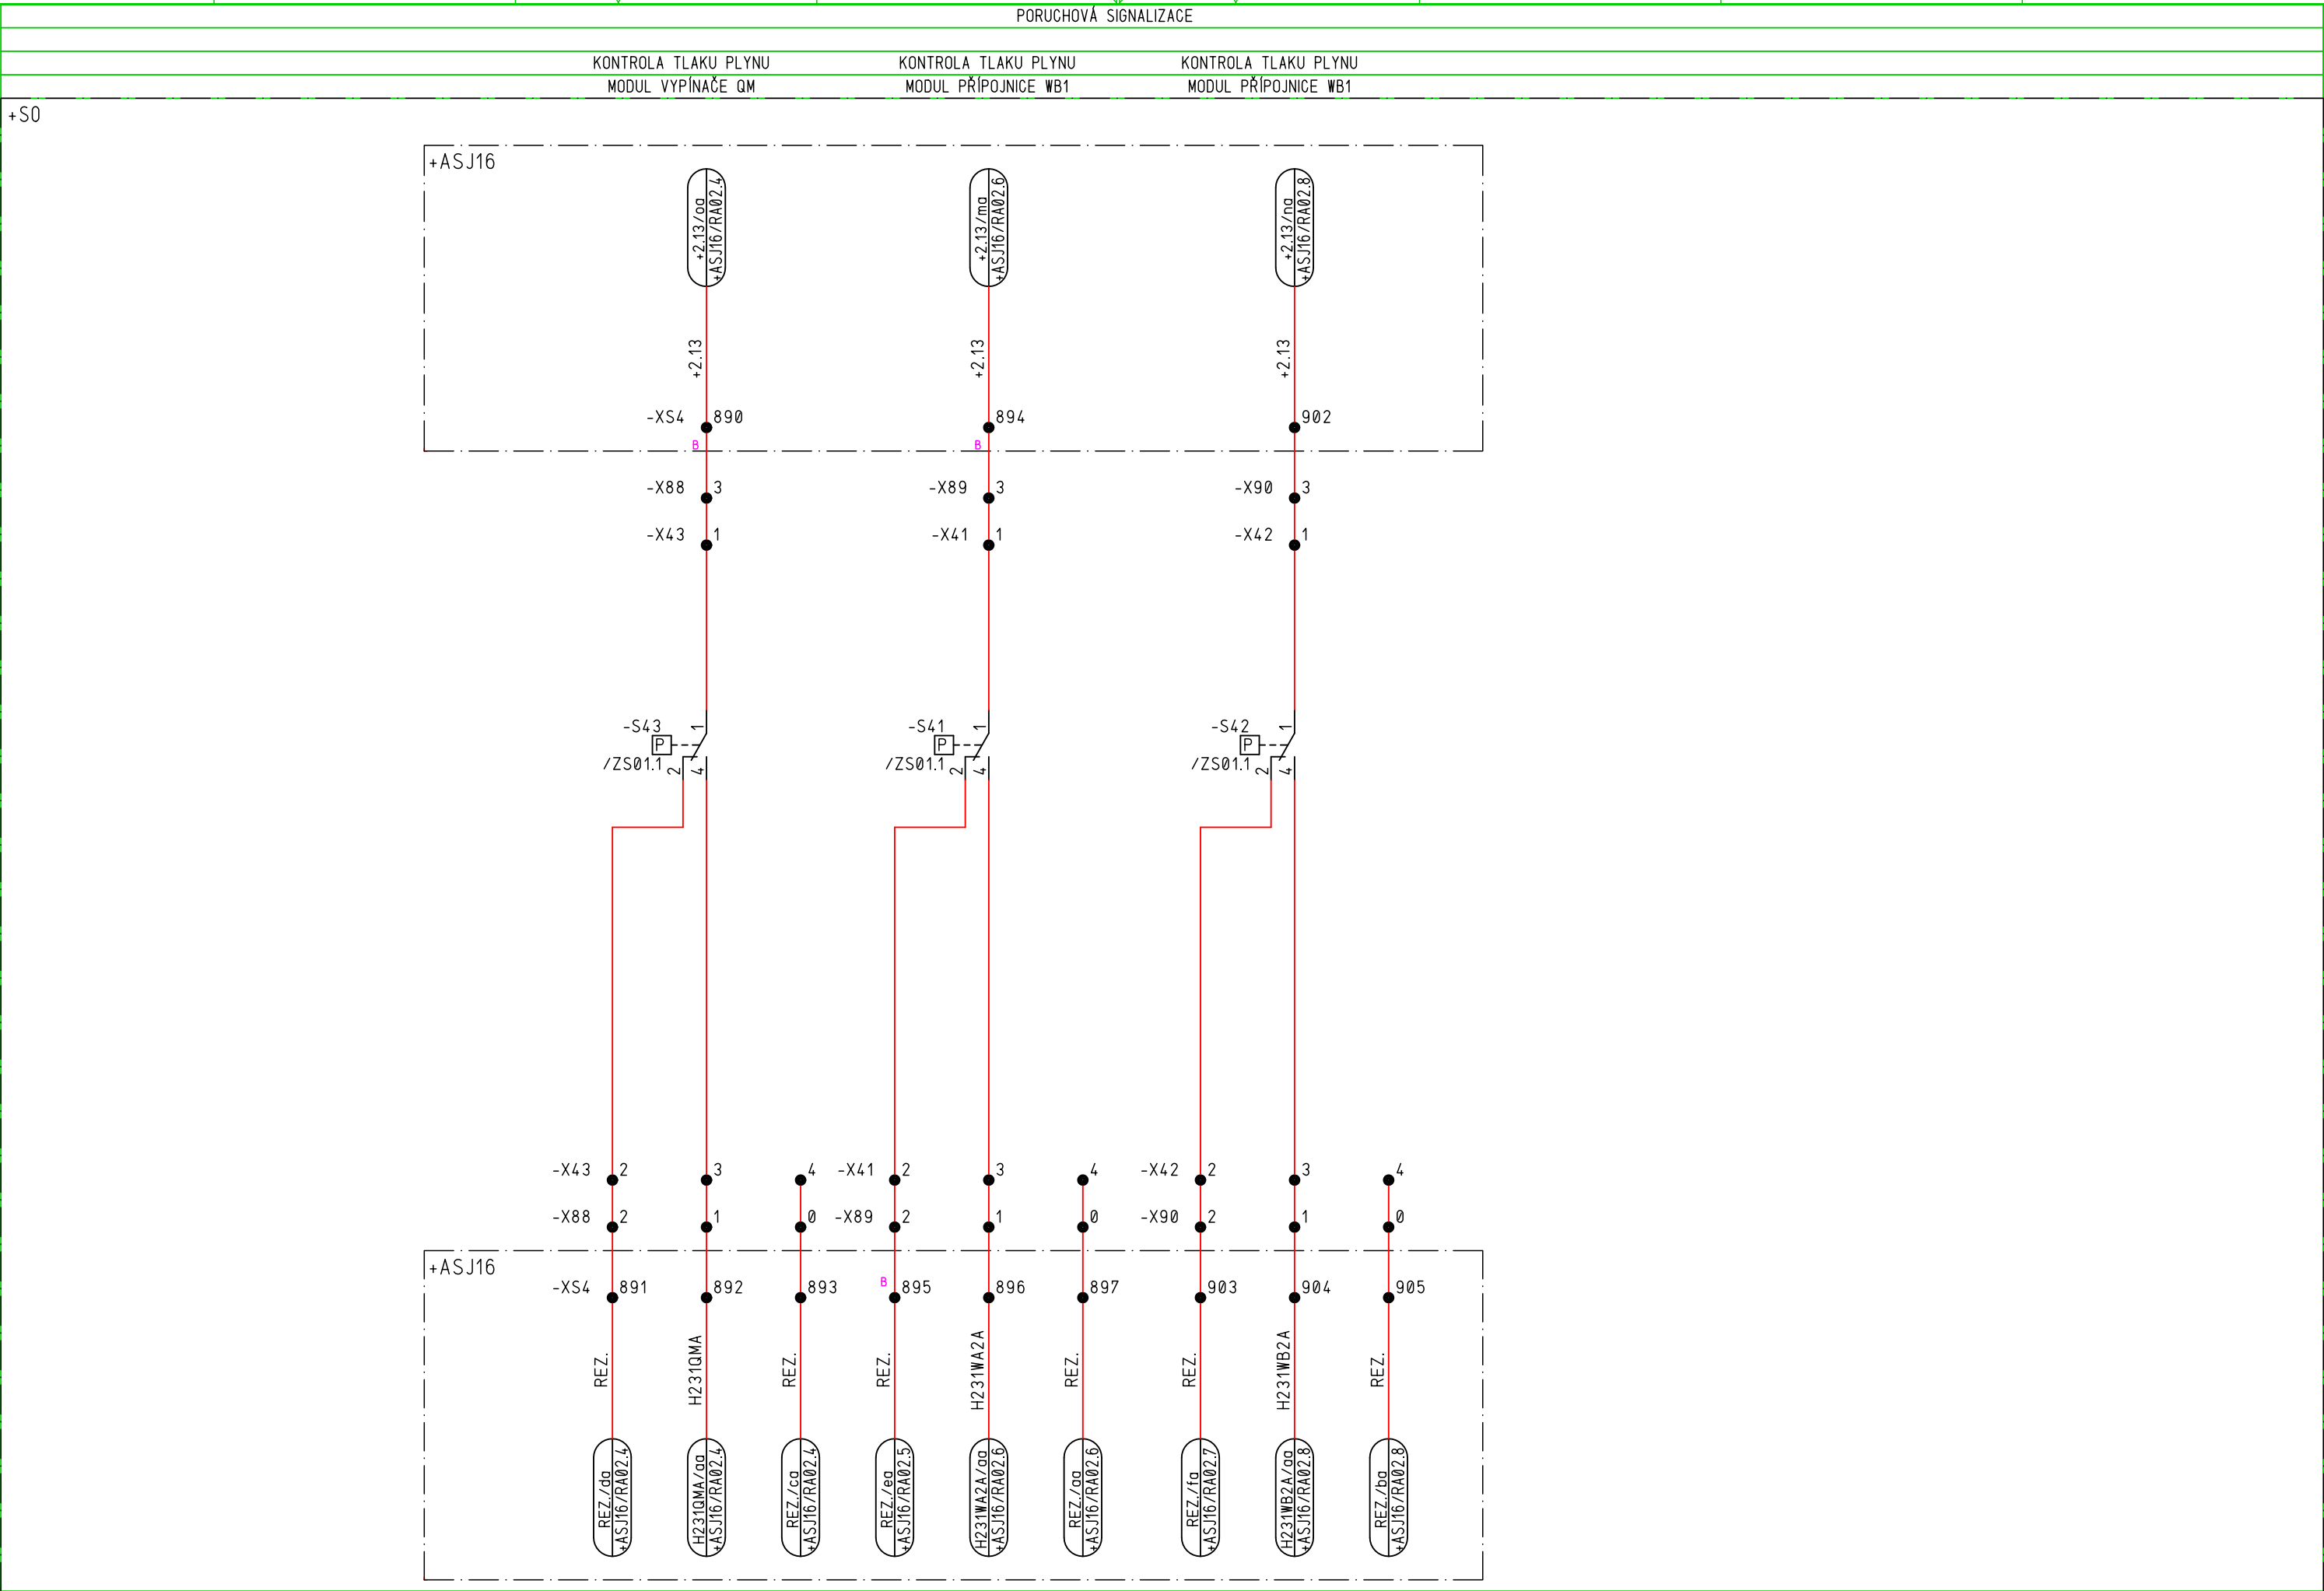 PORUCHOVÁ SIGNALIZACE
KONTROLA TLAKU PLYNU KONTROLA TLAKU PLYNU KONTROLA TLAKU PLYNU
MODUL VYPÍNAČE QM MODUL PŘÍPOJNICE WB1 MODUL PŘÍPOJNICE WB1
+S0
+ASJ16
+2.13/oa +2.13/ma +2.13/na
+ASJ16/RA02.4 +ASJ16/RA02.6 +ASJ16/RA02.8
+2.13 +2.13 +2.13
-XS4 890 894 902
B B
-X88 3 -X89 3 -X90 3
-X43 1 -X41 1 -X42 1
-S43 1 -S41 1 -S42 1
P P P
/ZS01.1 2 4 /ZS01.1 2 4 /ZS01.1 2 4
-X43 2 3 4 -X41 2 3 4 -X42 2 3 4
-X88 2 1 0 -X89 2 1 0 -X90 2 1 0
+ASJ16
-XS4 891 892 893 B 895 896 897 903 904 905
REZ. H231QMA REZ. REZ. H231WA2A REZ. REZ. H231WB2A REZ.
REZ./da H231QMA/aa REZ./ca REZ./ea H231WA2A/aa REZ./aa REZ./fa H231WB2A/aa REZ./ba
+ASJ16/RA02.4 +ASJ16/RA02.4 +ASJ16/RA02.4 +ASJ16/RA02.5 +ASJ16/RA02.6 +ASJ16/RA02.6 +ASJ16/RA02.7 +ASJ16/RA02.8 +ASJ16/RA02.8